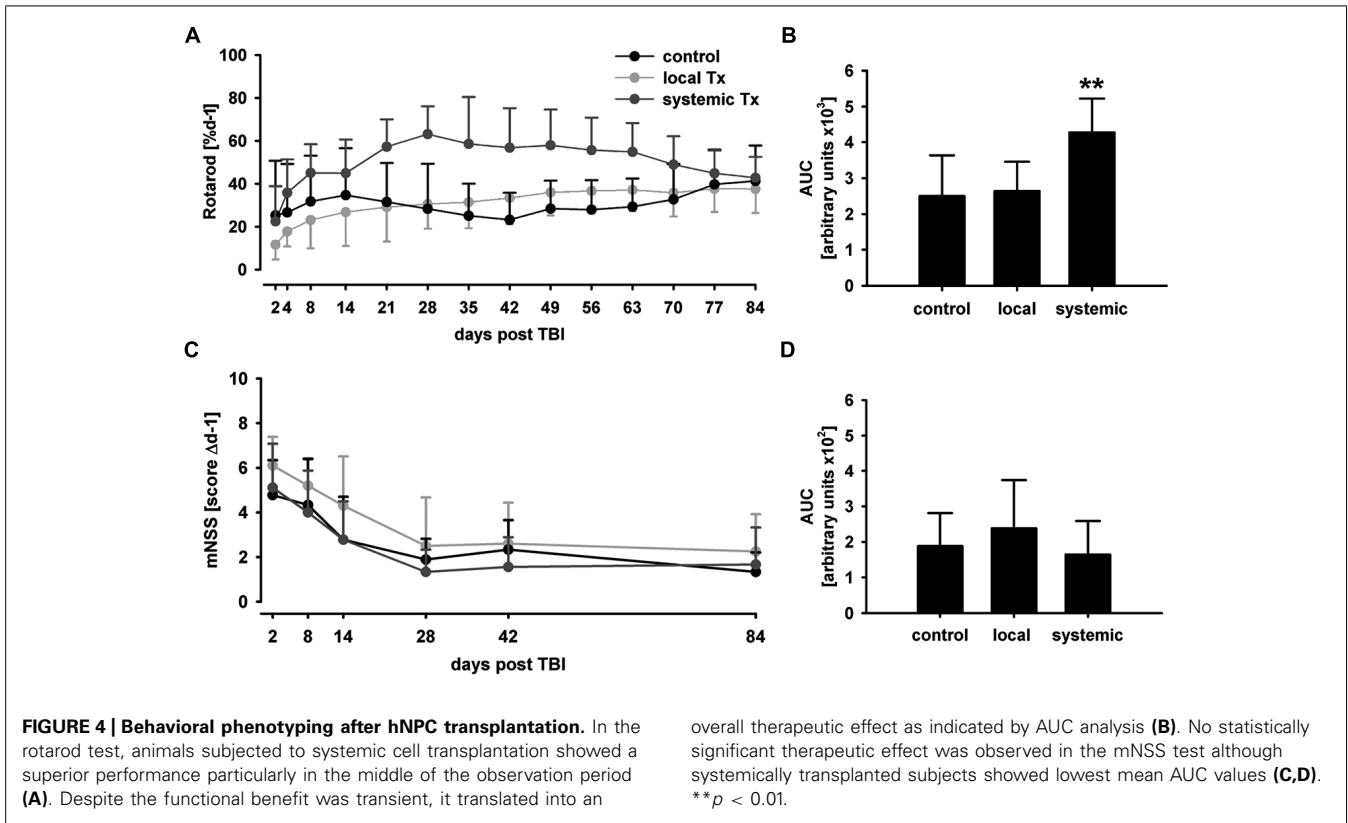 A
100
80
60
40
20
0
Rotarod [%d-1]
control
local Tx
systemic Tx
2 4 8 14 21 28 35 42 49 56 63 70 77 84
days post TBI
B
6
5
4
3
2
1
0
AUC
[arbitrary units x10³]
**
control local systemic
C
10
8
6
4
2
0
mNSS [score Δd-1]
2 8 14 28 42 84
days post TBI
D
6
5
4
3
2
1
0
AUC
[arbitrary units x10²]
control local systemic
FIGURE 4 | Behavioral phenotyping after hNPC transplantation. In the
rotarod test, animals subjected to systemic cell transplantation showed a
superior performance particularly in the middle of the observation period
(A). Despite the functional benefit was transient, it translated into an
overall therapeutic effect as indicated by AUC analysis (B). No statistically
significant therapeutic effect was observed in the mNSS test although
systemically transplanted subjects showed lowest mean AUC values (C,D).
**p < 0.01.